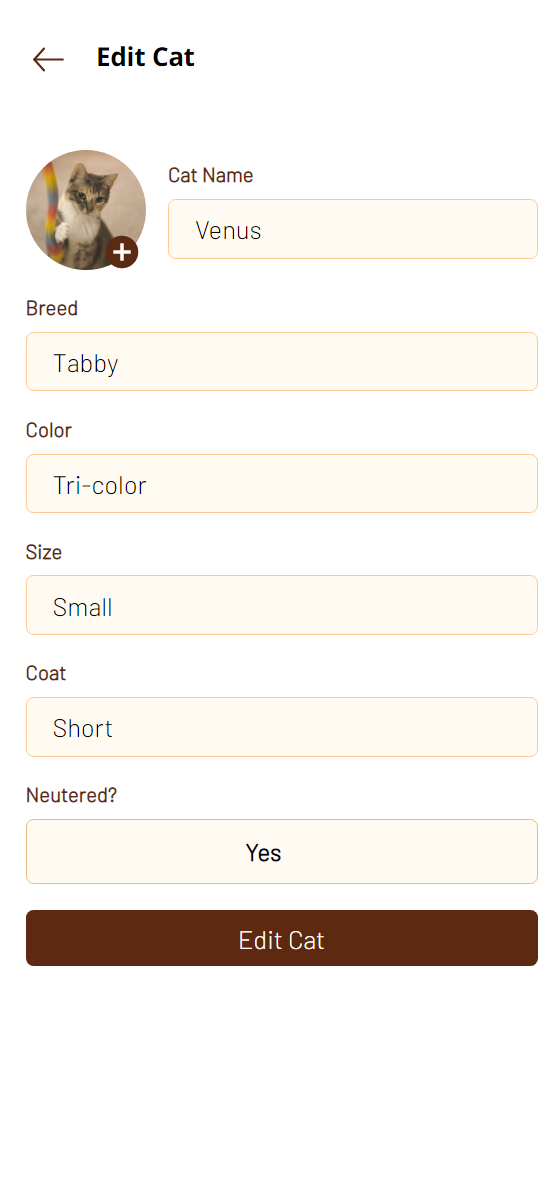 Edit Cat
Cat Name
Venus
Breed
Tabby
Color
Tri-color
Size
Small
Coat
Short
Neutered?
Yes
Edit Cat